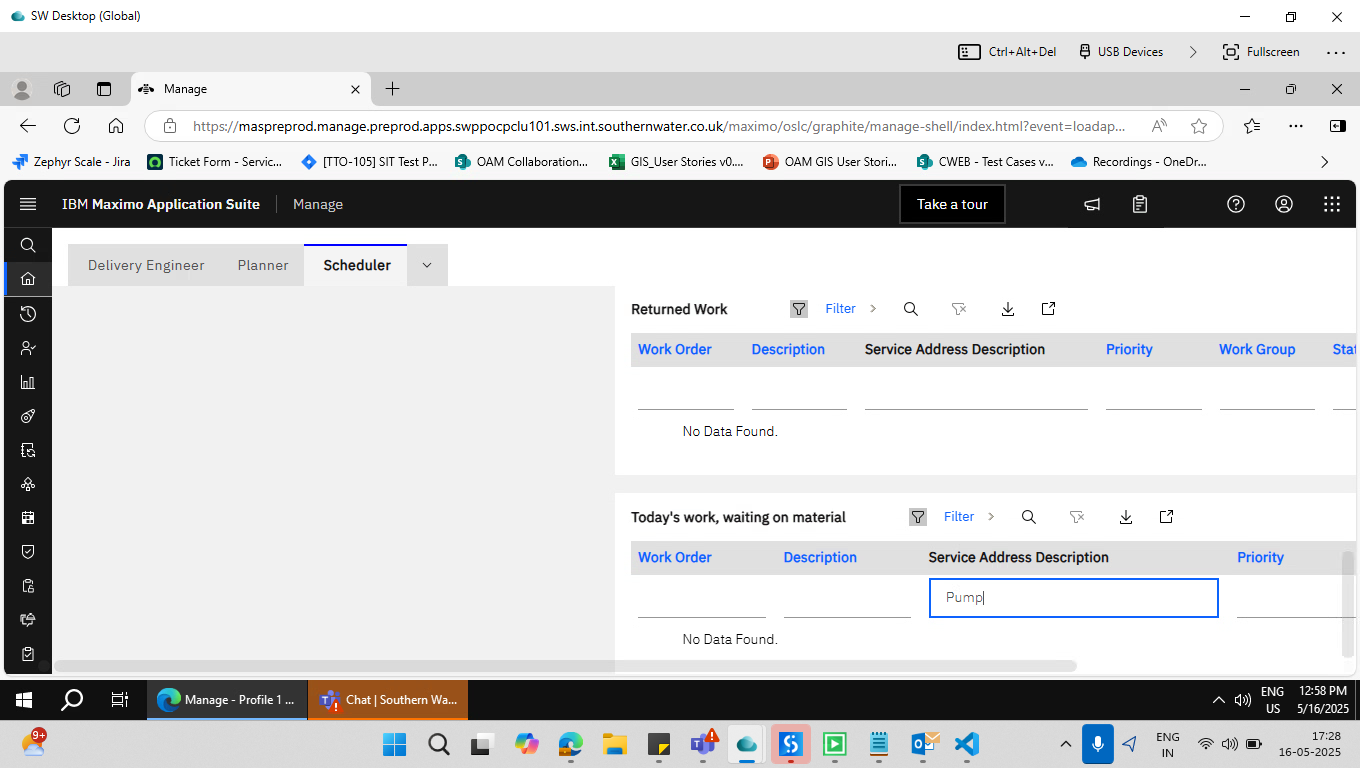 SW Desktop (Global)
Ctrl+Alt+Del USB Devices Fullscreen
Manage
https://maspreprod.manage.preprod.apps.swppocpclu101.sws.int.southernwater.co.uk/maximo/oslc/graphite/manage-shell/index.html?event=loadap...
Zephyr Scale - Jira Ticket Form - Servic... [TTO-105] SIT Test P... OAM Collaboration... GIS_User Stories v0.... OAM GIS User Stori... CWEB - Test Cases v... Recordings - OneDr...
IBM Maximo Application Suite Manage Take a tour
Delivery Engineer Planner Scheduler
Returned Work Filter
Work Order Description Service Address Description Priority Work Group Stat
No Data Found.
Today's work, waiting on material Filter
Work Order Description Service Address Description Priority
Pump
No Data Found.
Manage - Profile 1 ... Chat | Southern Wa... ENG 12:58 PM
US 5/16/2025
9+ ENG 17:28
IN 16-05-2025